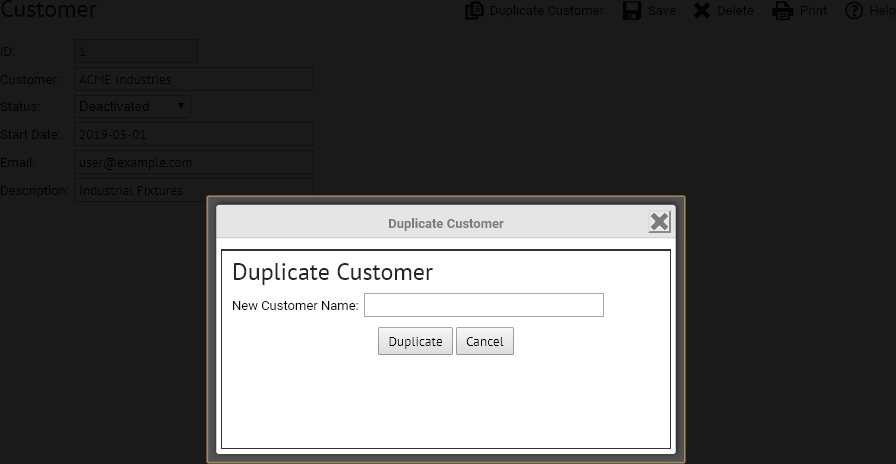 Customer
Duplicate Customer Save Delete Print Help
ID: 1
Customer: ACME Industries
Status: Deactivated
Start Date: 2019-05-01
Email: user@example.com
Description: Industrial Fixtures
Duplicate Customer
Duplicate Customer
New Customer Name:
Duplicate Cancel